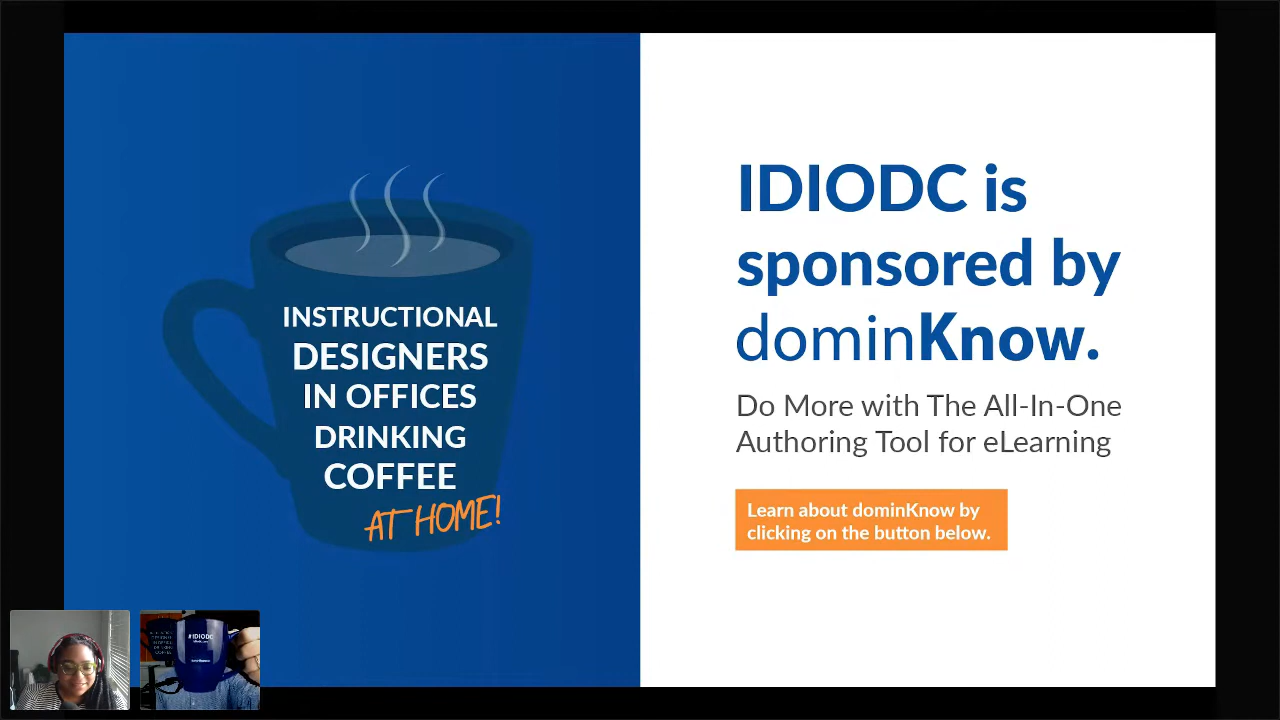 INSTRUCTIONAL
DESIGNERS
IN OFFICES
DRINKING
COFFEE
AT HOME!
IDIODC is
sponsored by
dominKnow.
Do More with The All-In-One
Authoring Tool for eLearning
Learn about dominKnow by
clicking on the button below.
#IDIODC